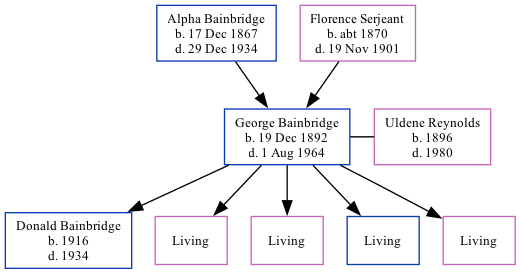 Alpha Bainbridge
b. 17 Dec 1867
d. 29 Dec 1934
Florence Serjeant
b. abt 1870
d. 19 Nov 1901
George Bainbridge
b. 19 Dec 1892
d. 1 Aug 1964
Uldene Reynolds
b. 1896
d. 1980
Donald Bainbridge
b. 1916
d. 1934
Living
Living
Living
Living